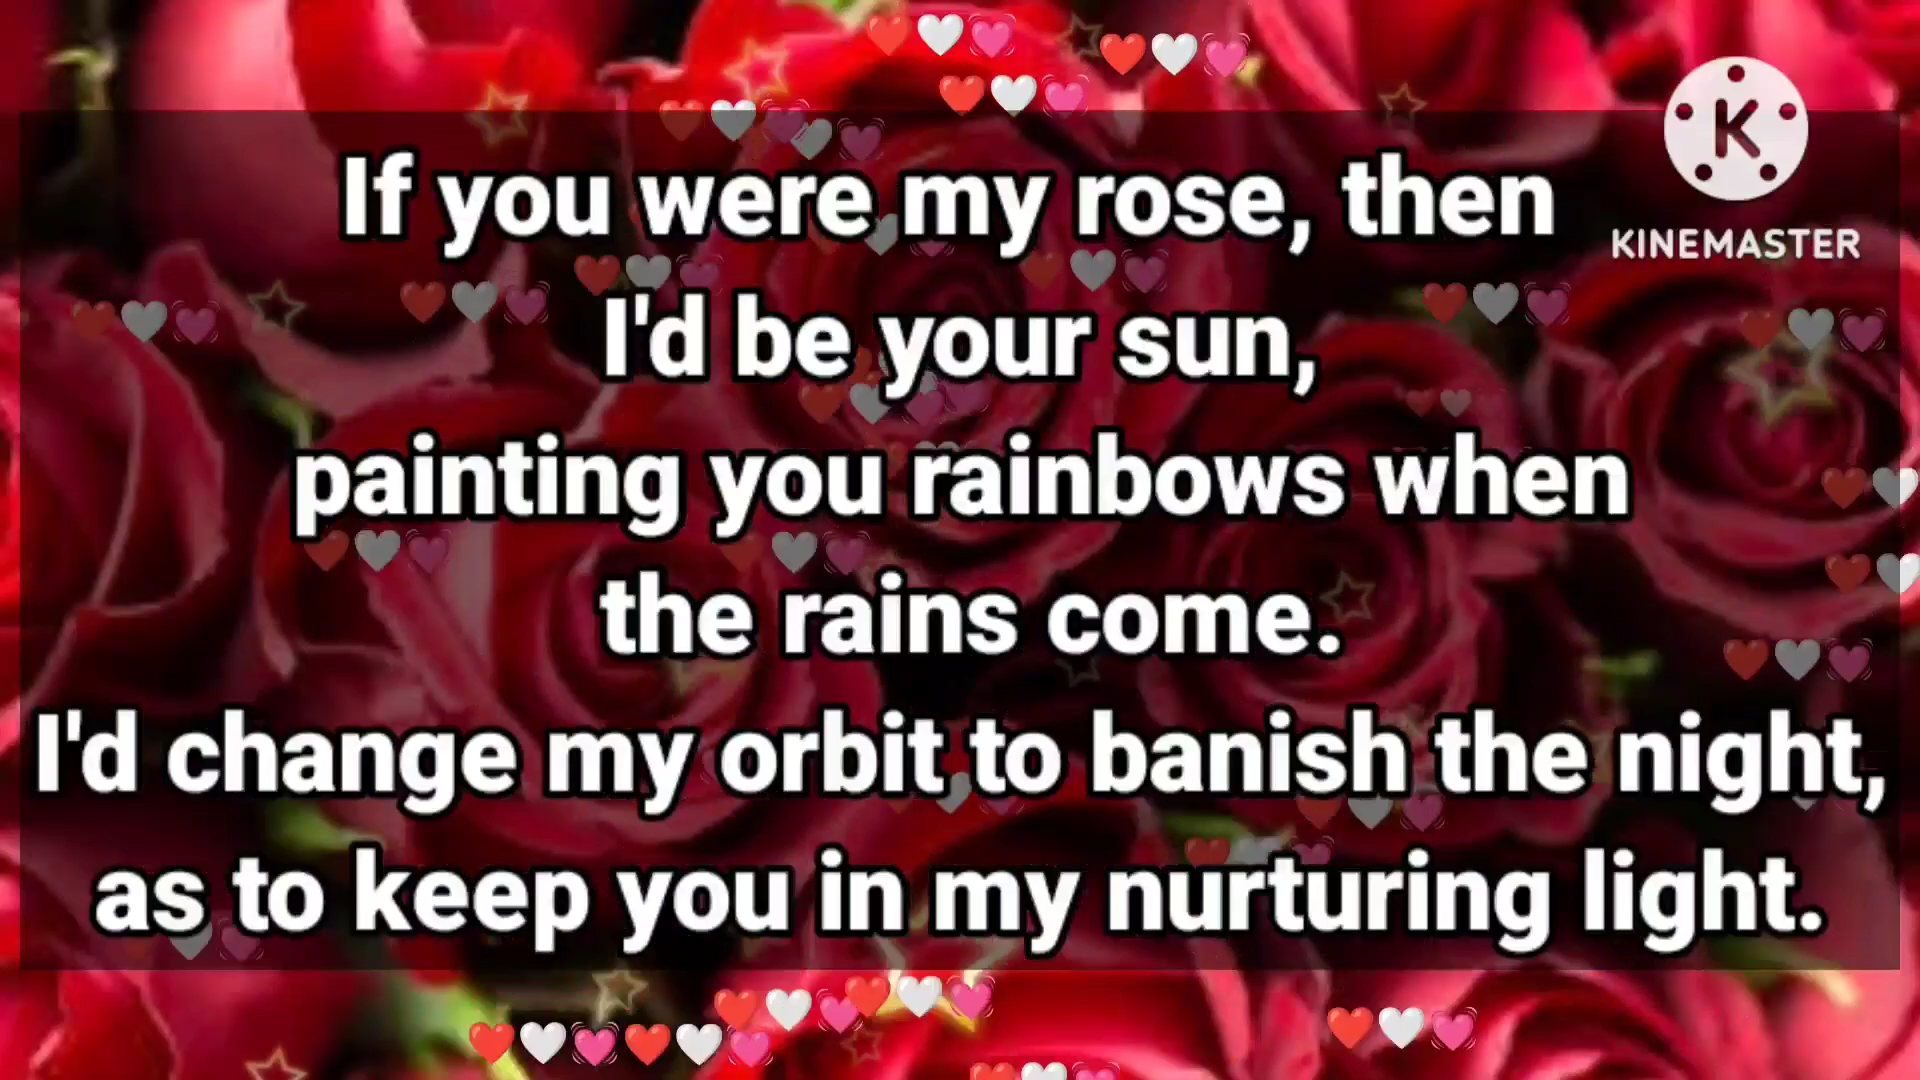 If you were my rose, then
I'd be your sun,
painting you rainbows when
the rains come.
I'd change my orbit to banish the night,
as to keep you in my nurturing light.
K
KINEMASTER